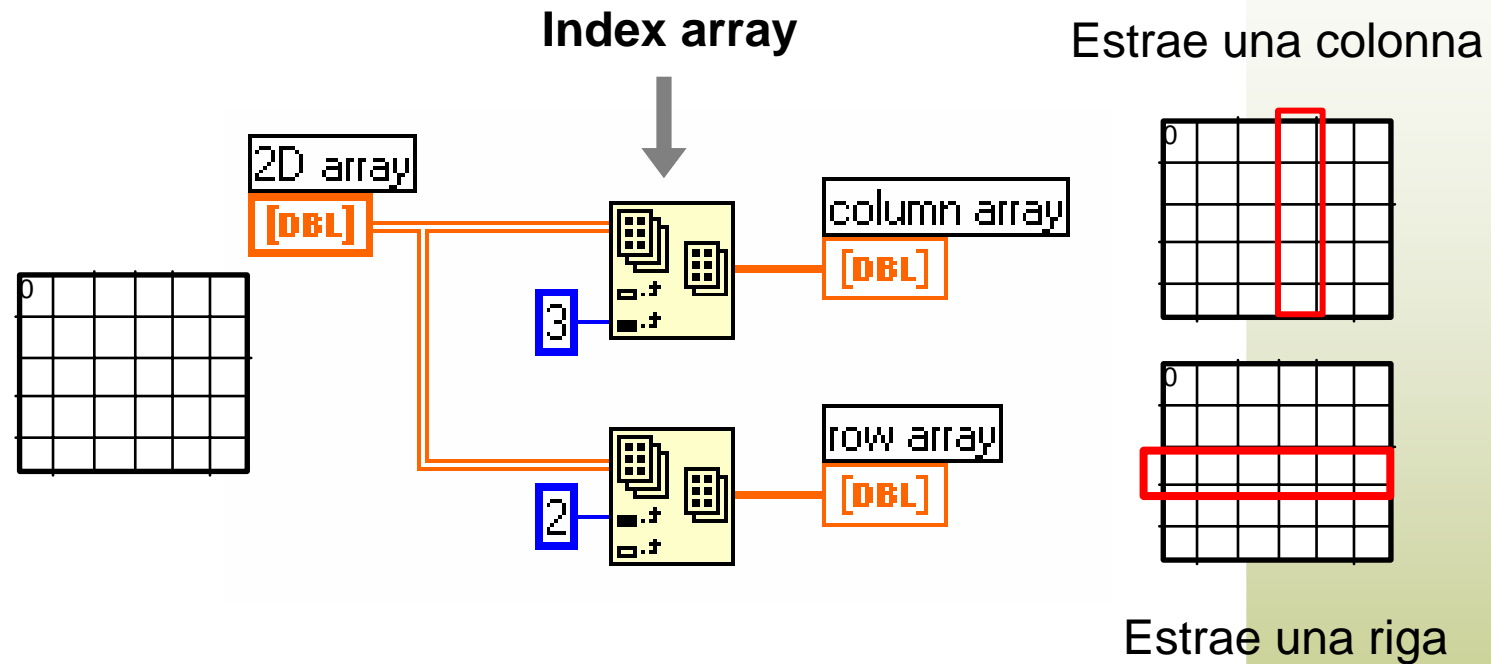 Index array
Estrae una colonna
0
2D array
[DBL]
column array
[DBL]
3
0
0
row array
[DBL]
2
Estrae una riga